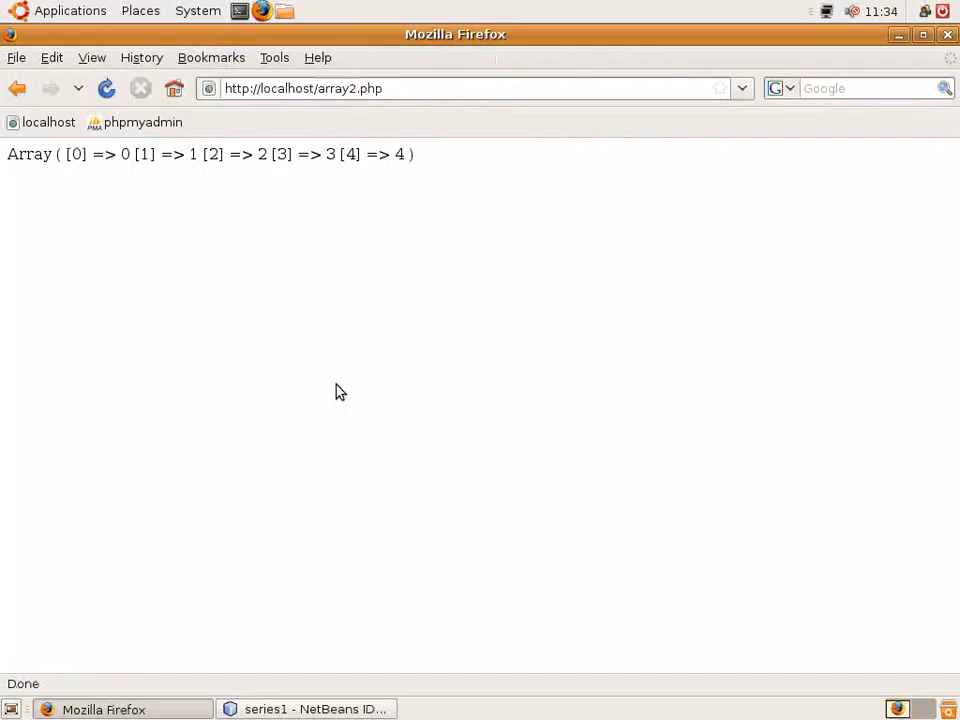 Applications Places System 11:34
Mozilla Firefox
File Edit View History Bookmarks Tools Help
http://localhost/array2.php G Google
localhost PMA phpmyadmin
Array ( [0] => 0 [1] => 1 [2] => 2 [3] => 3 [4] => 4 )
Done
Mozilla Firefox series1 - NetBeans ID...